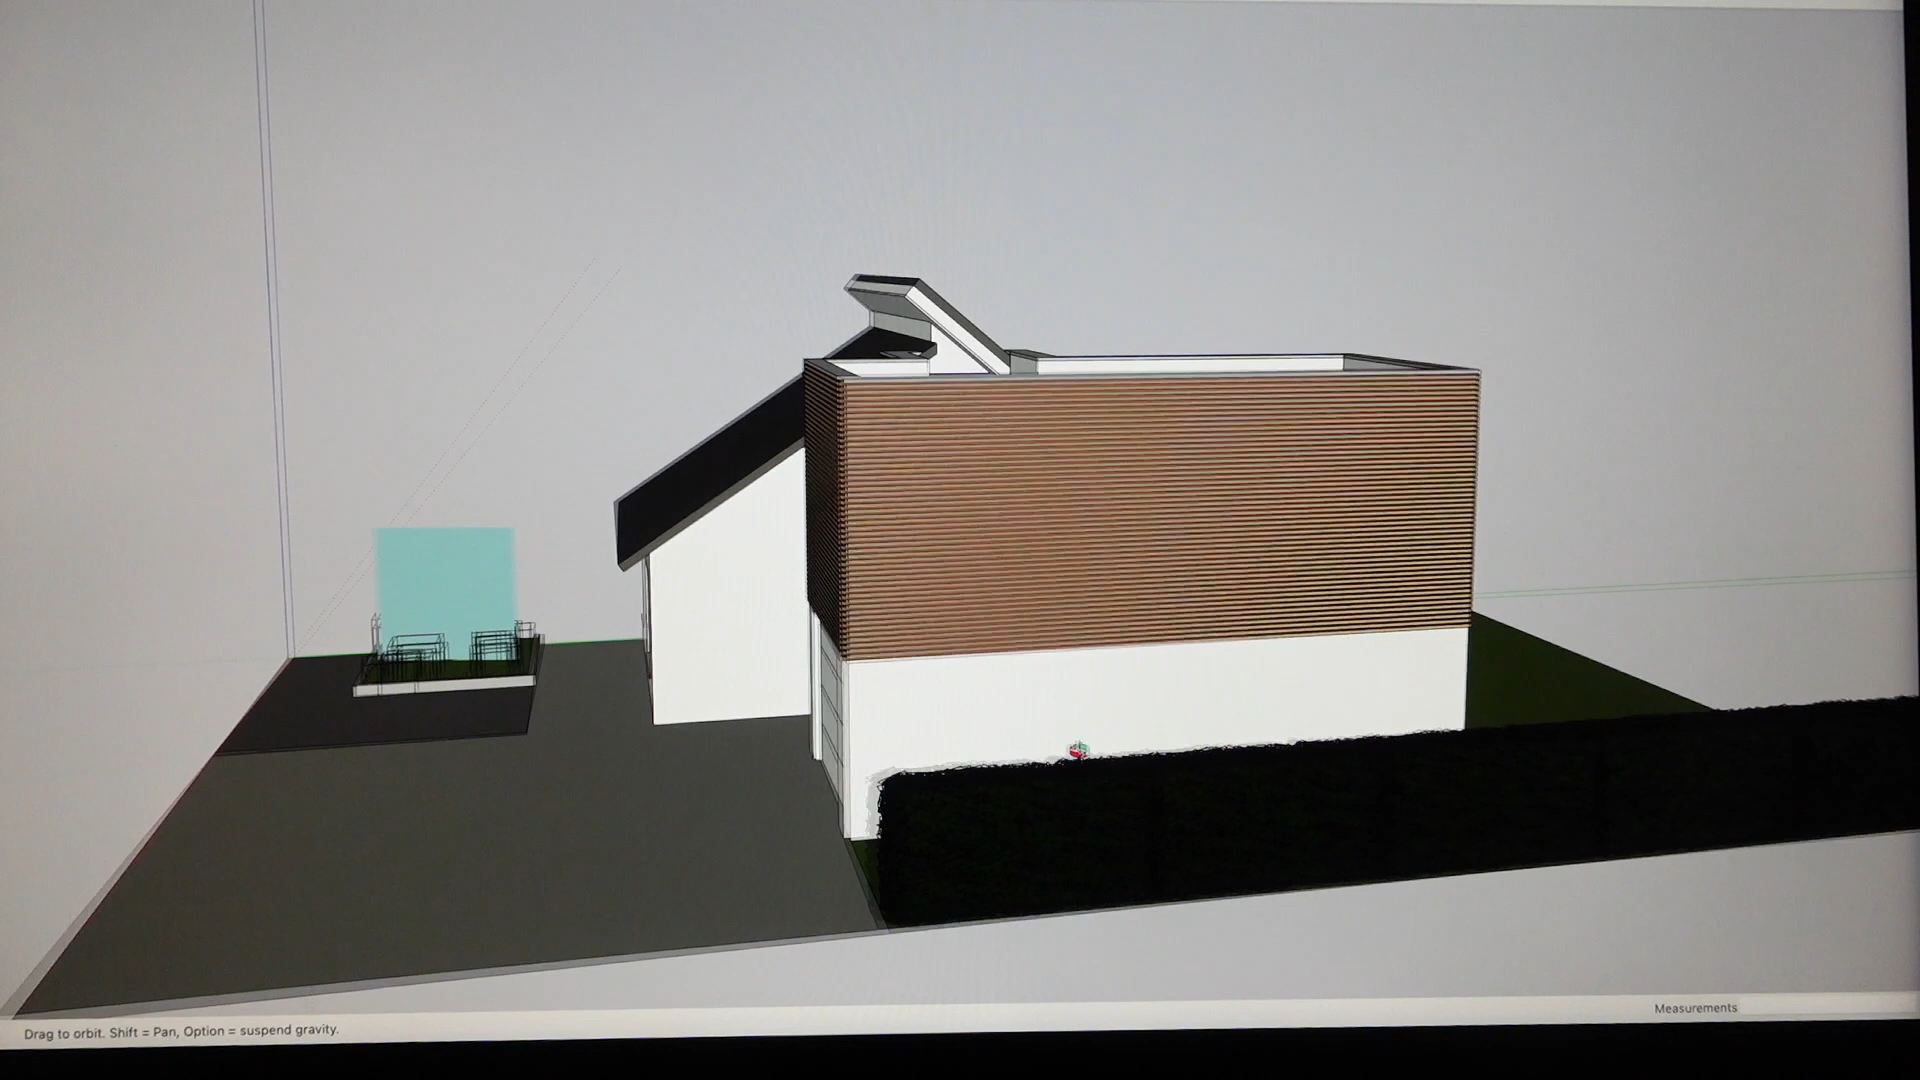 Measurements
Drag to orbit. Shift = Pan, Option = suspend gravity.